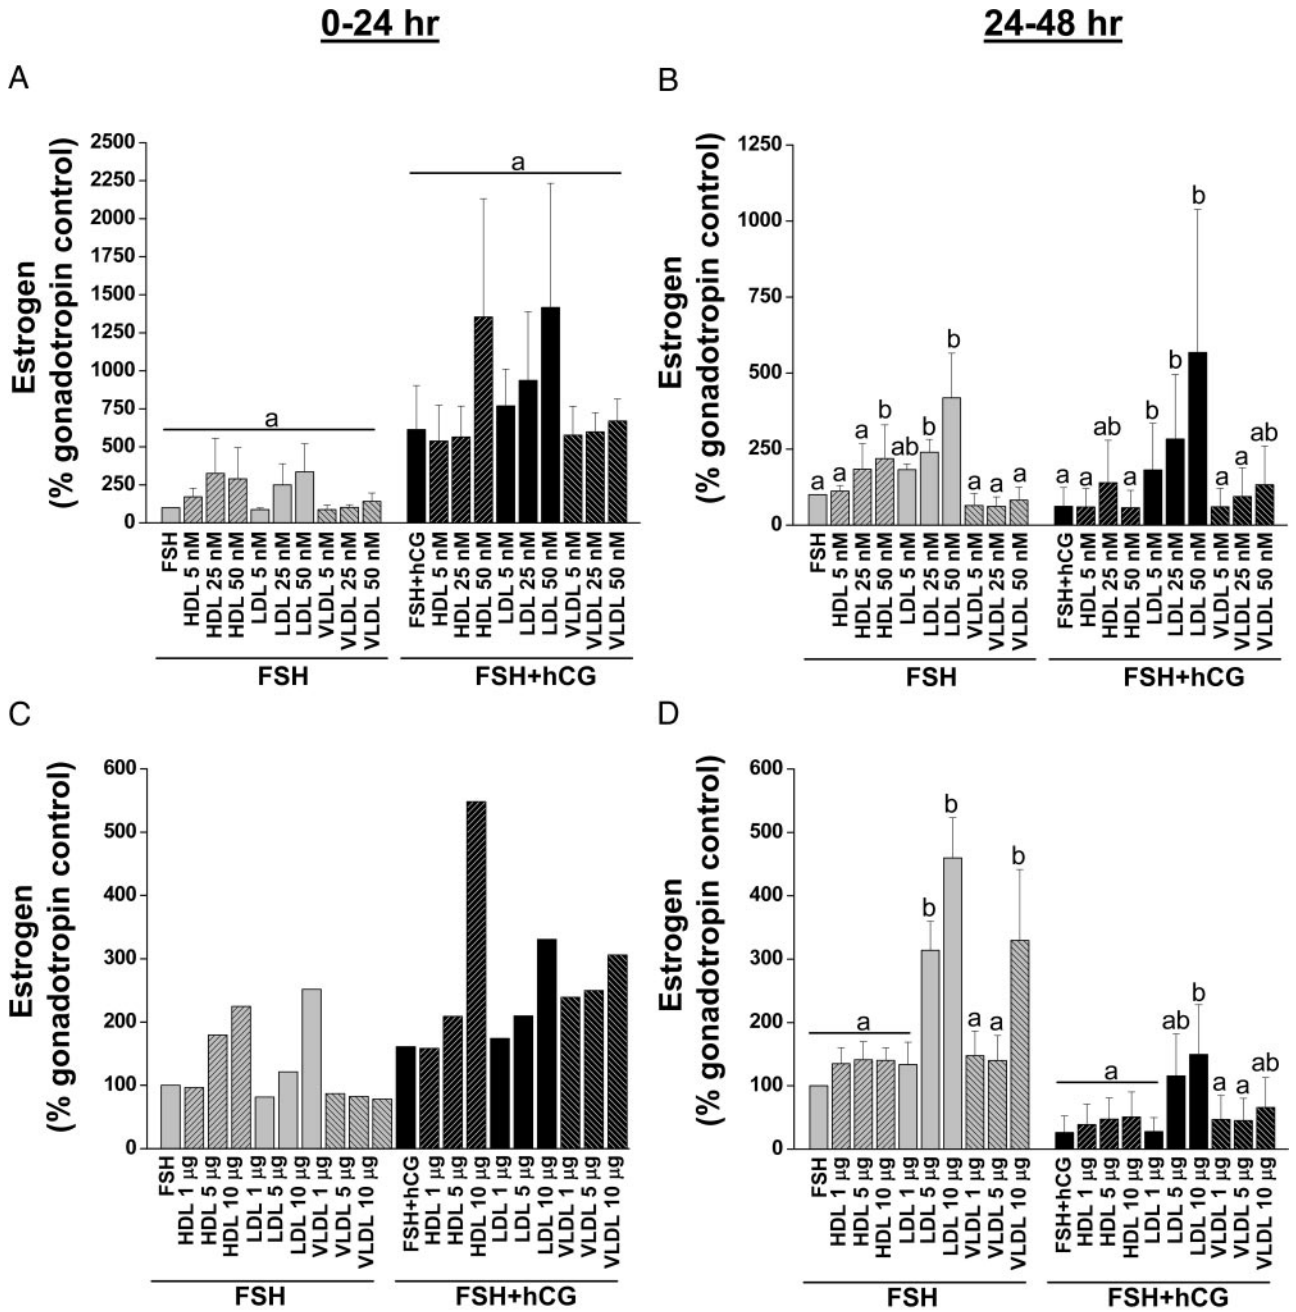 0-24 hr
24-48 hr
A
Estrogen
(% gonadotropin control)
2500
2250
2000
1750
1500
1250
1000
750
500
250
0
a
a
FSH
HDL 5 nM
HDL 25 nM
HDL 50 nM
LDL 5 nM
LDL 25 nM
LDL 50 nM
VLDL 5 nM
VLDL 25 nM
VLDL 50 nM
FSH+hCG
HDL 5 nM
HDL 25 nM
HDL 50 nM
LDL 5 nM
LDL 25 nM
LDL 50 nM
VLDL 5 nM
VLDL 25 nM
VLDL 50 nM
FSH
FSH+hCG
B
Estrogen
(% gonadotropin control)
1250
1000
750
500
250
0
a
a
a
b
ab
b
b
a
a
a
a
a
ab
a
b
b
b
a
a
ab
FSH
HDL 5 nM
HDL 25 nM
HDL 50 nM
LDL 5 nM
LDL 25 nM
LDL 50 nM
VLDL 5 nM
VLDL 25 nM
VLDL 50 nM
FSH+hCG
HDL 5 nM
HDL 25 nM
HDL 50 nM
LDL 5 nM
LDL 25 nM
LDL 50 nM
VLDL 5 nM
VLDL 25 nM
VLDL 50 nM
FSH
FSH+hCG
C
Estrogen
(% gonadotropin control)
600
500
400
300
200
100
0
FSH
HDL 1 µg
HDL 5 µg
HDL 10 µg
LDL 1 µg
LDL 5 µg
LDL 10 µg
VLDL 1 µg
VLDL 5 µg
VLDL 10 µg
FSH+hCG
HDL 1 µg
HDL 5 µg
HDL 10 µg
LDL 1 µg
LDL 5 µg
LDL 10 µg
VLDL 1 µg
VLDL 5 µg
VLDL 10 µg
FSH
FSH+hCG
D
Estrogen
(% gonadotropin control)
600
500
400
300
200
100
0
a
b
b
a
a
b
a
ab
b
a
a
ab
FSH
HDL 1 µg
HDL 5 µg
HDL 10 µg
LDL 1 µg
LDL 5 µg
LDL 10 µg
VLDL 1 µg
VLDL 5 µg
VLDL 10 µg
FSH+hCG
HDL 1 µg
HDL 5 µg
HDL 10 µg
LDL 1 µg
LDL 5 µg
LDL 10 µg
VLDL 1 µg
VLDL 5 µg
VLDL 10 µg
FSH
FSH+hCG